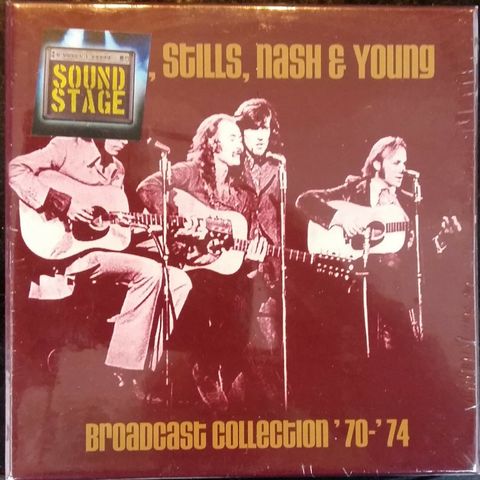 SOUND
STAGE
, STILLS, NASH & YOUNG
BROADCAST COLLECTION '70-'74